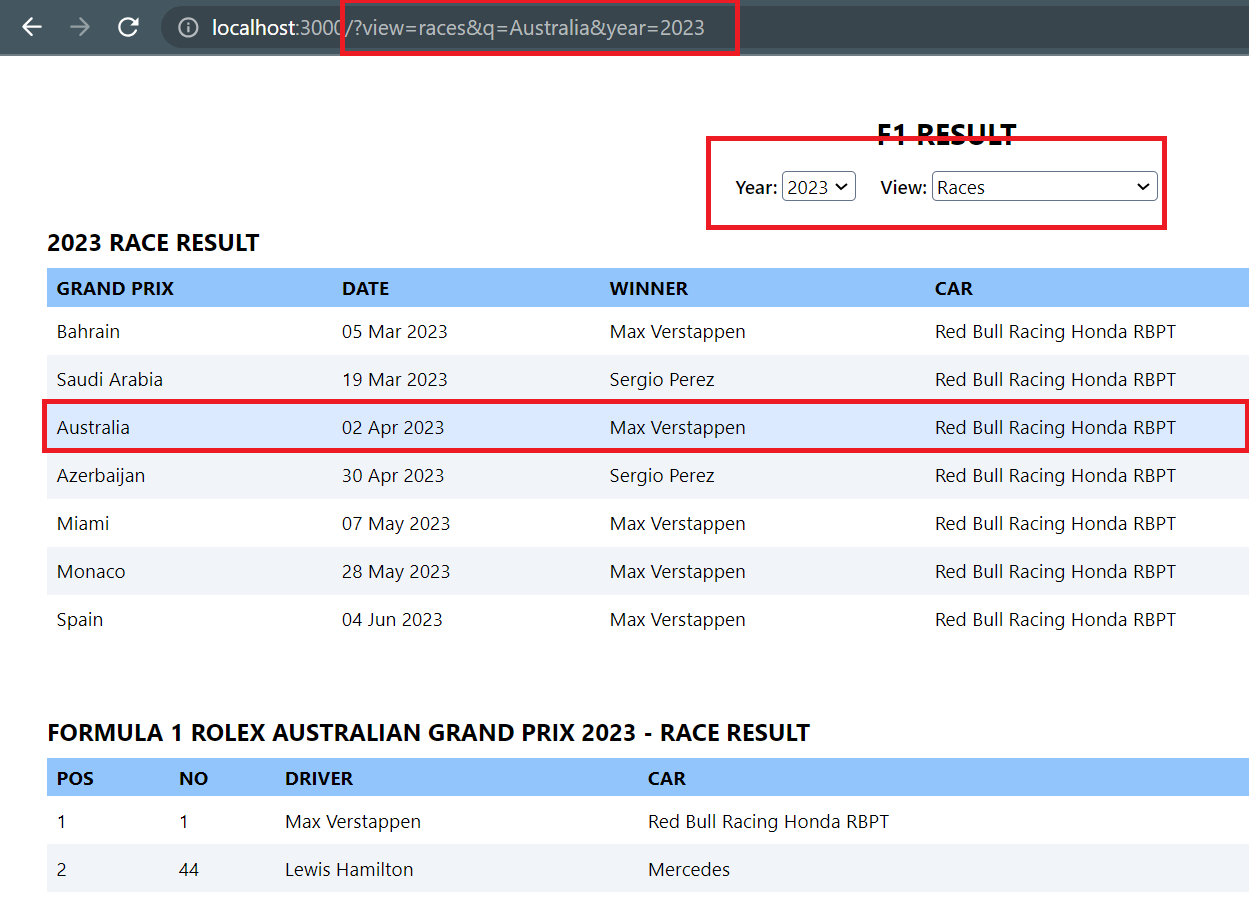 localhost:3000/?view=races&q=Australia&year=2023
F1 RESULT
Year: 2023 View: Races
2023 RACE RESULT
GRAND PRIX DATE WINNER CAR
Bahrain 05 Mar 2023 Max Verstappen Red Bull Racing Honda RBPT
Saudi Arabia 19 Mar 2023 Sergio Perez Red Bull Racing Honda RBPT
Australia 02 Apr 2023 Max Verstappen Red Bull Racing Honda RBPT
Azerbaijan 30 Apr 2023 Sergio Perez Red Bull Racing Honda RBPT
Miami 07 May 2023 Max Verstappen Red Bull Racing Honda RBPT
Monaco 28 May 2023 Max Verstappen Red Bull Racing Honda RBPT
Spain 04 Jun 2023 Max Verstappen Red Bull Racing Honda RBPT
FORMULA 1 ROLEX AUSTRALIAN GRAND PRIX 2023 - RACE RESULT
POS NO DRIVER CAR
1 1 Max Verstappen Red Bull Racing Honda RBPT
2 44 Lewis Hamilton Mercedes